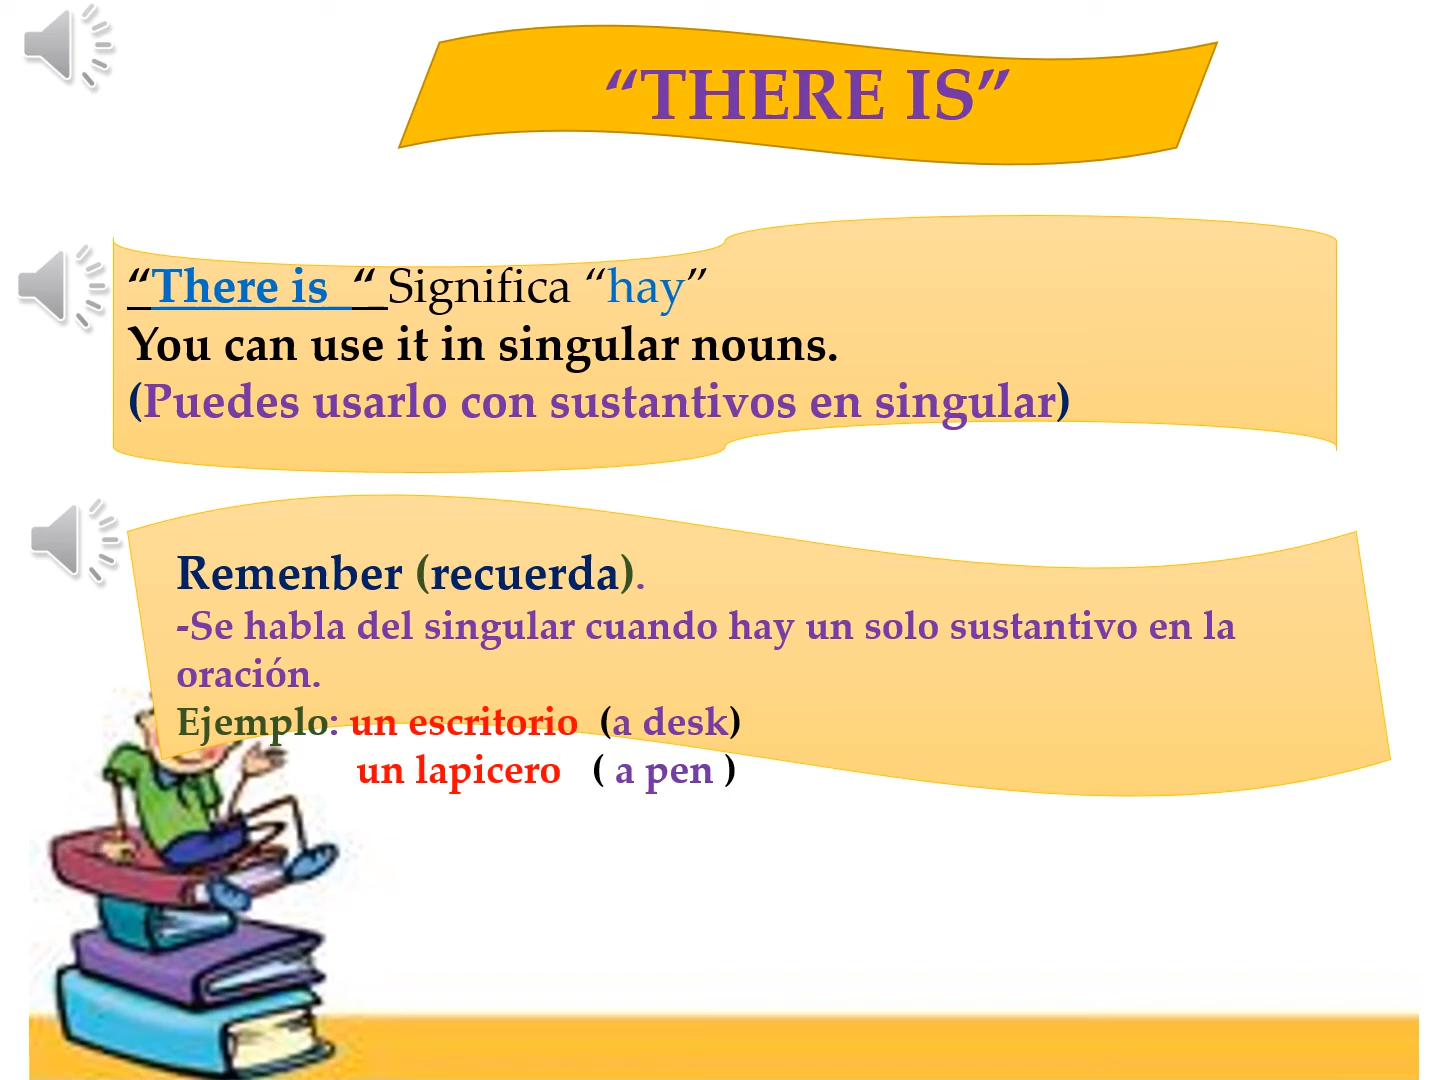 “THERE IS”
“There is “ Significa “hay”
You can use it in singular nouns.
(Puedes usarlo con sustantivos en singular)
Remenber (recuerda).
-Se habla del singular cuando hay un solo sustantivo en la
oración.
Ejemplo: un escritorio (a desk)
un lapicero ( a pen )